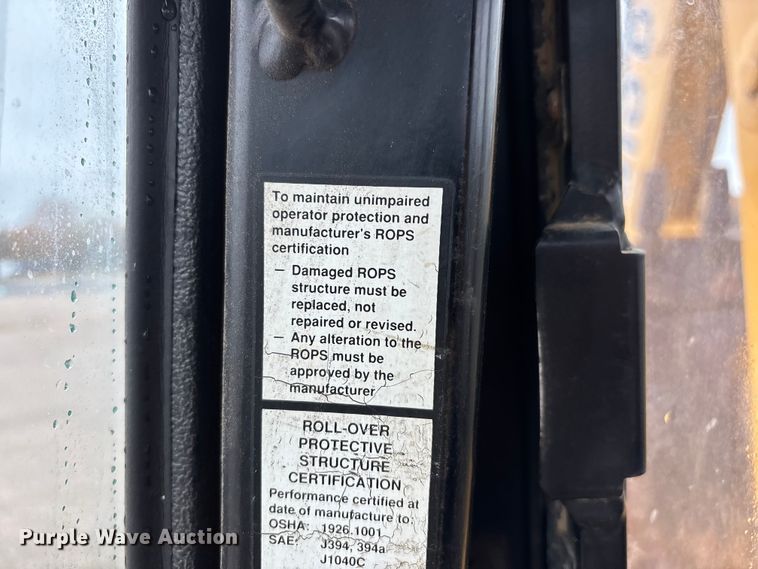 To maintain unimpaired
operator protection and
manufacturer's ROPS
certification
— Damaged ROPS
structure must be
replaced, not
repaired or revised.
— Any alteration to the
ROPS must be
approved by the
manufacturer
ROLL-OVER
PROTECTIVE
STRUCTURE
CERTIFICATION
Performance certified at
date of manufacture to:
OSHA: 1926.1001
SAE: J394, 394a
J1040C
Purple Wave Auction